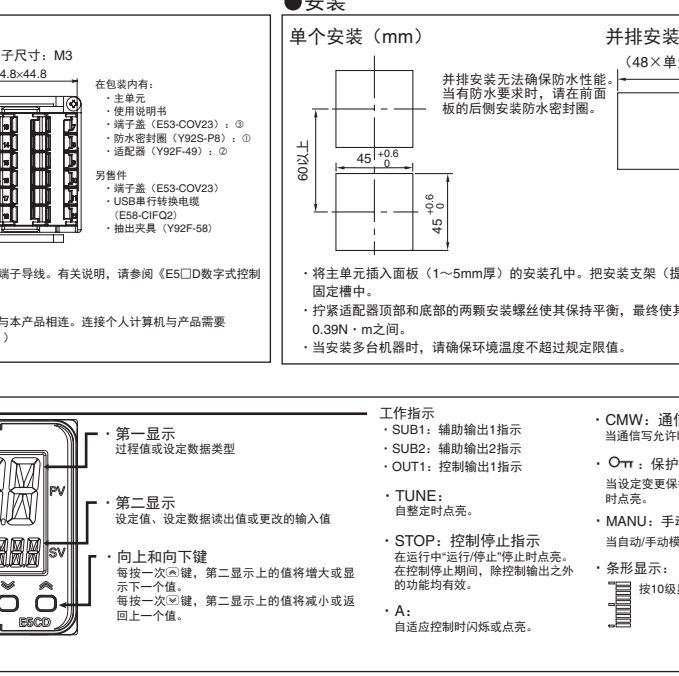 ●安装
子尺寸：M3
4.8×44.8
在包装内有：
・主单元
・使用说明书
・端子盖（E53-COV23）：③
・防水密封圈（Y92S-P8）：①
・适配器（Y92F-49）：②
另售件
・端子盖（E53-COV23）
・USB串行转换电缆
（E58-CIFQ2）
・抽出夹具（Y92F-58）
端子导线。有关说明，请参阅《E5□D数字式控制
与本产品相连。连接个人计算机与产品需要
）
单个安装（mm）
并排安装
（48×单
并排安装无法确保防水性能。
当有防水要求时，请在前面
板的后侧安装防水密封圈。
60以上
45 +0.6 0
45 +0.6 0
・将主单元插入面板（1～5mm厚）的安装孔中。把安装支架（提
固定槽中。
・拧紧适配器顶部和底部的两颗安装螺丝使其保持平衡，最终使其
0.39N・m之间。
・当安装多台机器时，请确保环境温度不超过规定限值。
PV
SV
E5CD
・第一显示
过程值或设定数据类型
・第二显示
设定值、设定数据读出值或更改的输入值
・向上和向下键
每按一次键，第二显示上的值将增大或显
示下一个值。
每按一次键，第二显示上的值将减小或返
回上一个值。
工作指示
・SUB1：辅助输出1指示
・SUB2：辅助输出2指示
・OUT1：控制输出1指示
・TUNE：
自整定时点亮。
・STOP：控制停止指示
在运行中“运行/停止”停止时点亮。
在控制停止期间，除控制输出之外
的功能均有效。
・A：
自适应控制时闪烁或点亮。
・CMW：通信
当通信写允许
・：保护
当设定变更保
时点亮。
・MANU：手动
当自动/手动模
・条形显示：
按10级显